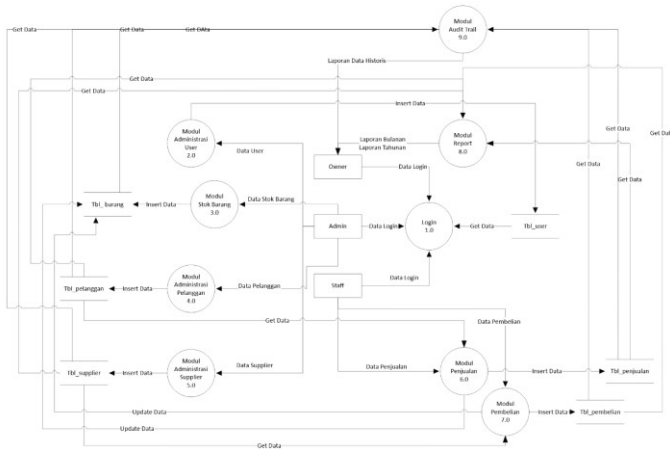 Get Data
Get Data
Get DAta
Modul
Audit Trail
9.0
Laporan Data Historis
Get Data
Get Data
Insert Data
Modul
Administrasi
User
2.0
Data User
Laporan Bulanan
Laporan Tahunan
Modul
Report
8.0
Get Data
Get Data
Get Data
Owner
Data Login
Tbl_barang
Insert Data
Modul
Stok Barang
3.0
Data Stok Barang
Admin
Data Login
Login
1.0
Get Data
Tbl_user
Tbl_pelanggan
Insert Data
Modul
Administrasi
Pelanggan
4.0
Data Pelanggan
Staff
Data Login
Get Data
Data Pembelian
Tbl_supplier
Insert Data
Modul
Administrasi
Supplier
5.0
Data Supplier
Data Penjualan
Modul
Penjualan
6.0
Insert Data
Tbl_penjualan
Update Data
Modul
Pembelian
7.0
Insert Data
Tbl_pembelian
Update Data
Get Data